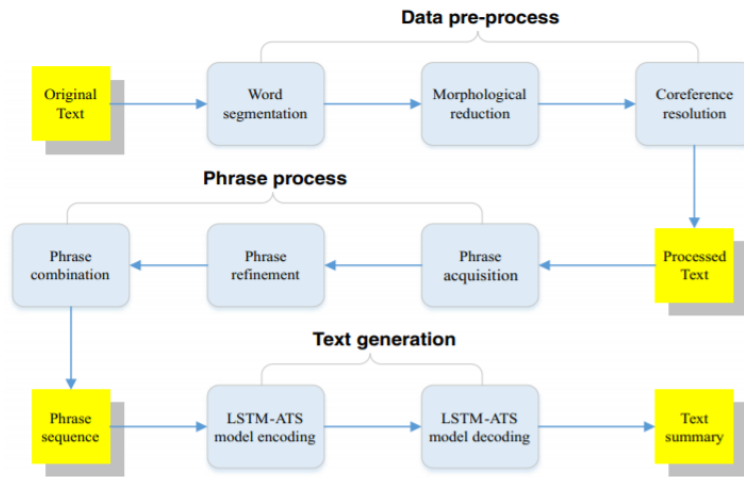 Data pre-process
Original
Text
Word
segmentation
Morphological
reduction
Coreference
resolution
Phrase process
Phrase
combination
Phrase
refinement
Phrase
acquisition
Processed
Text
Text generation
Phrase
sequence
LSTM-ATS
model encoding
LSTM-ATS
model decoding
Text
summary